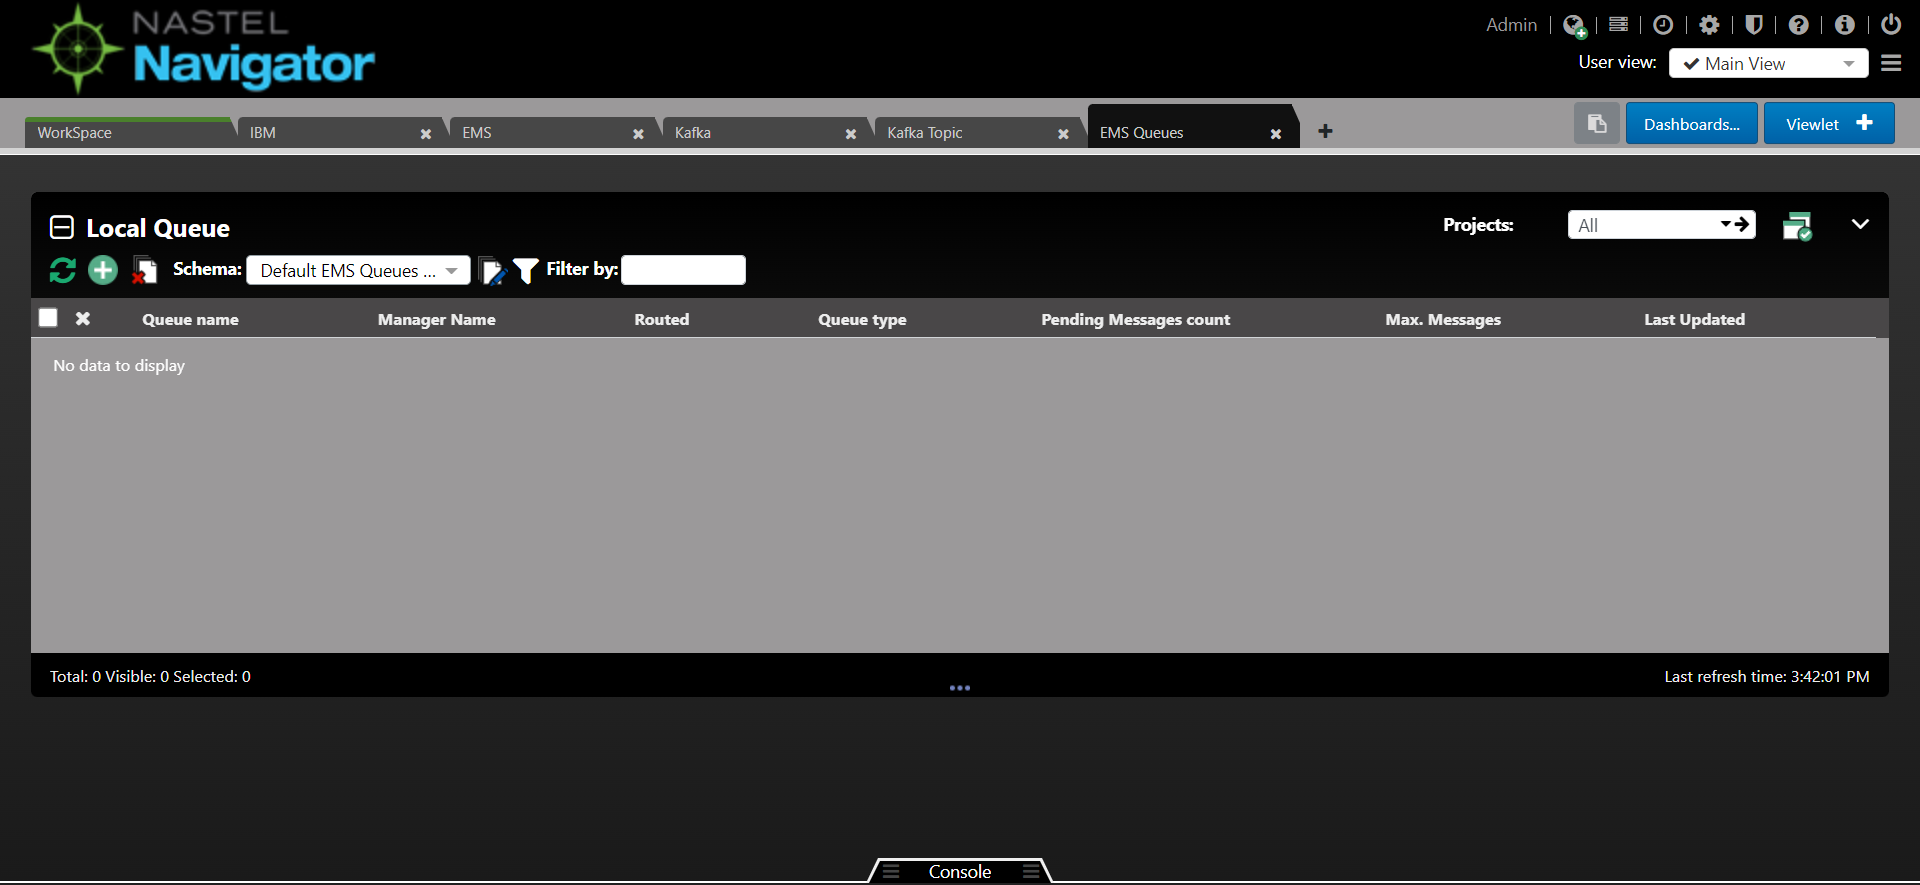 NASTEL
Navigator
Admin
User view: Main View
WorkSpace
IBM
EMS
Kafka
Kafka Topic
EMS Queues
Dashboards...
Viewlet
Local Queue
Projects: All
Schema: Default EMS Queues ... Filter by:
Queue name Manager Name Routed Queue type Pending Messages count Max. Messages Last Updated
No data to display
Total: 0 Visible: 0 Selected: 0
Last refresh time: 3:42:01 PM
Console